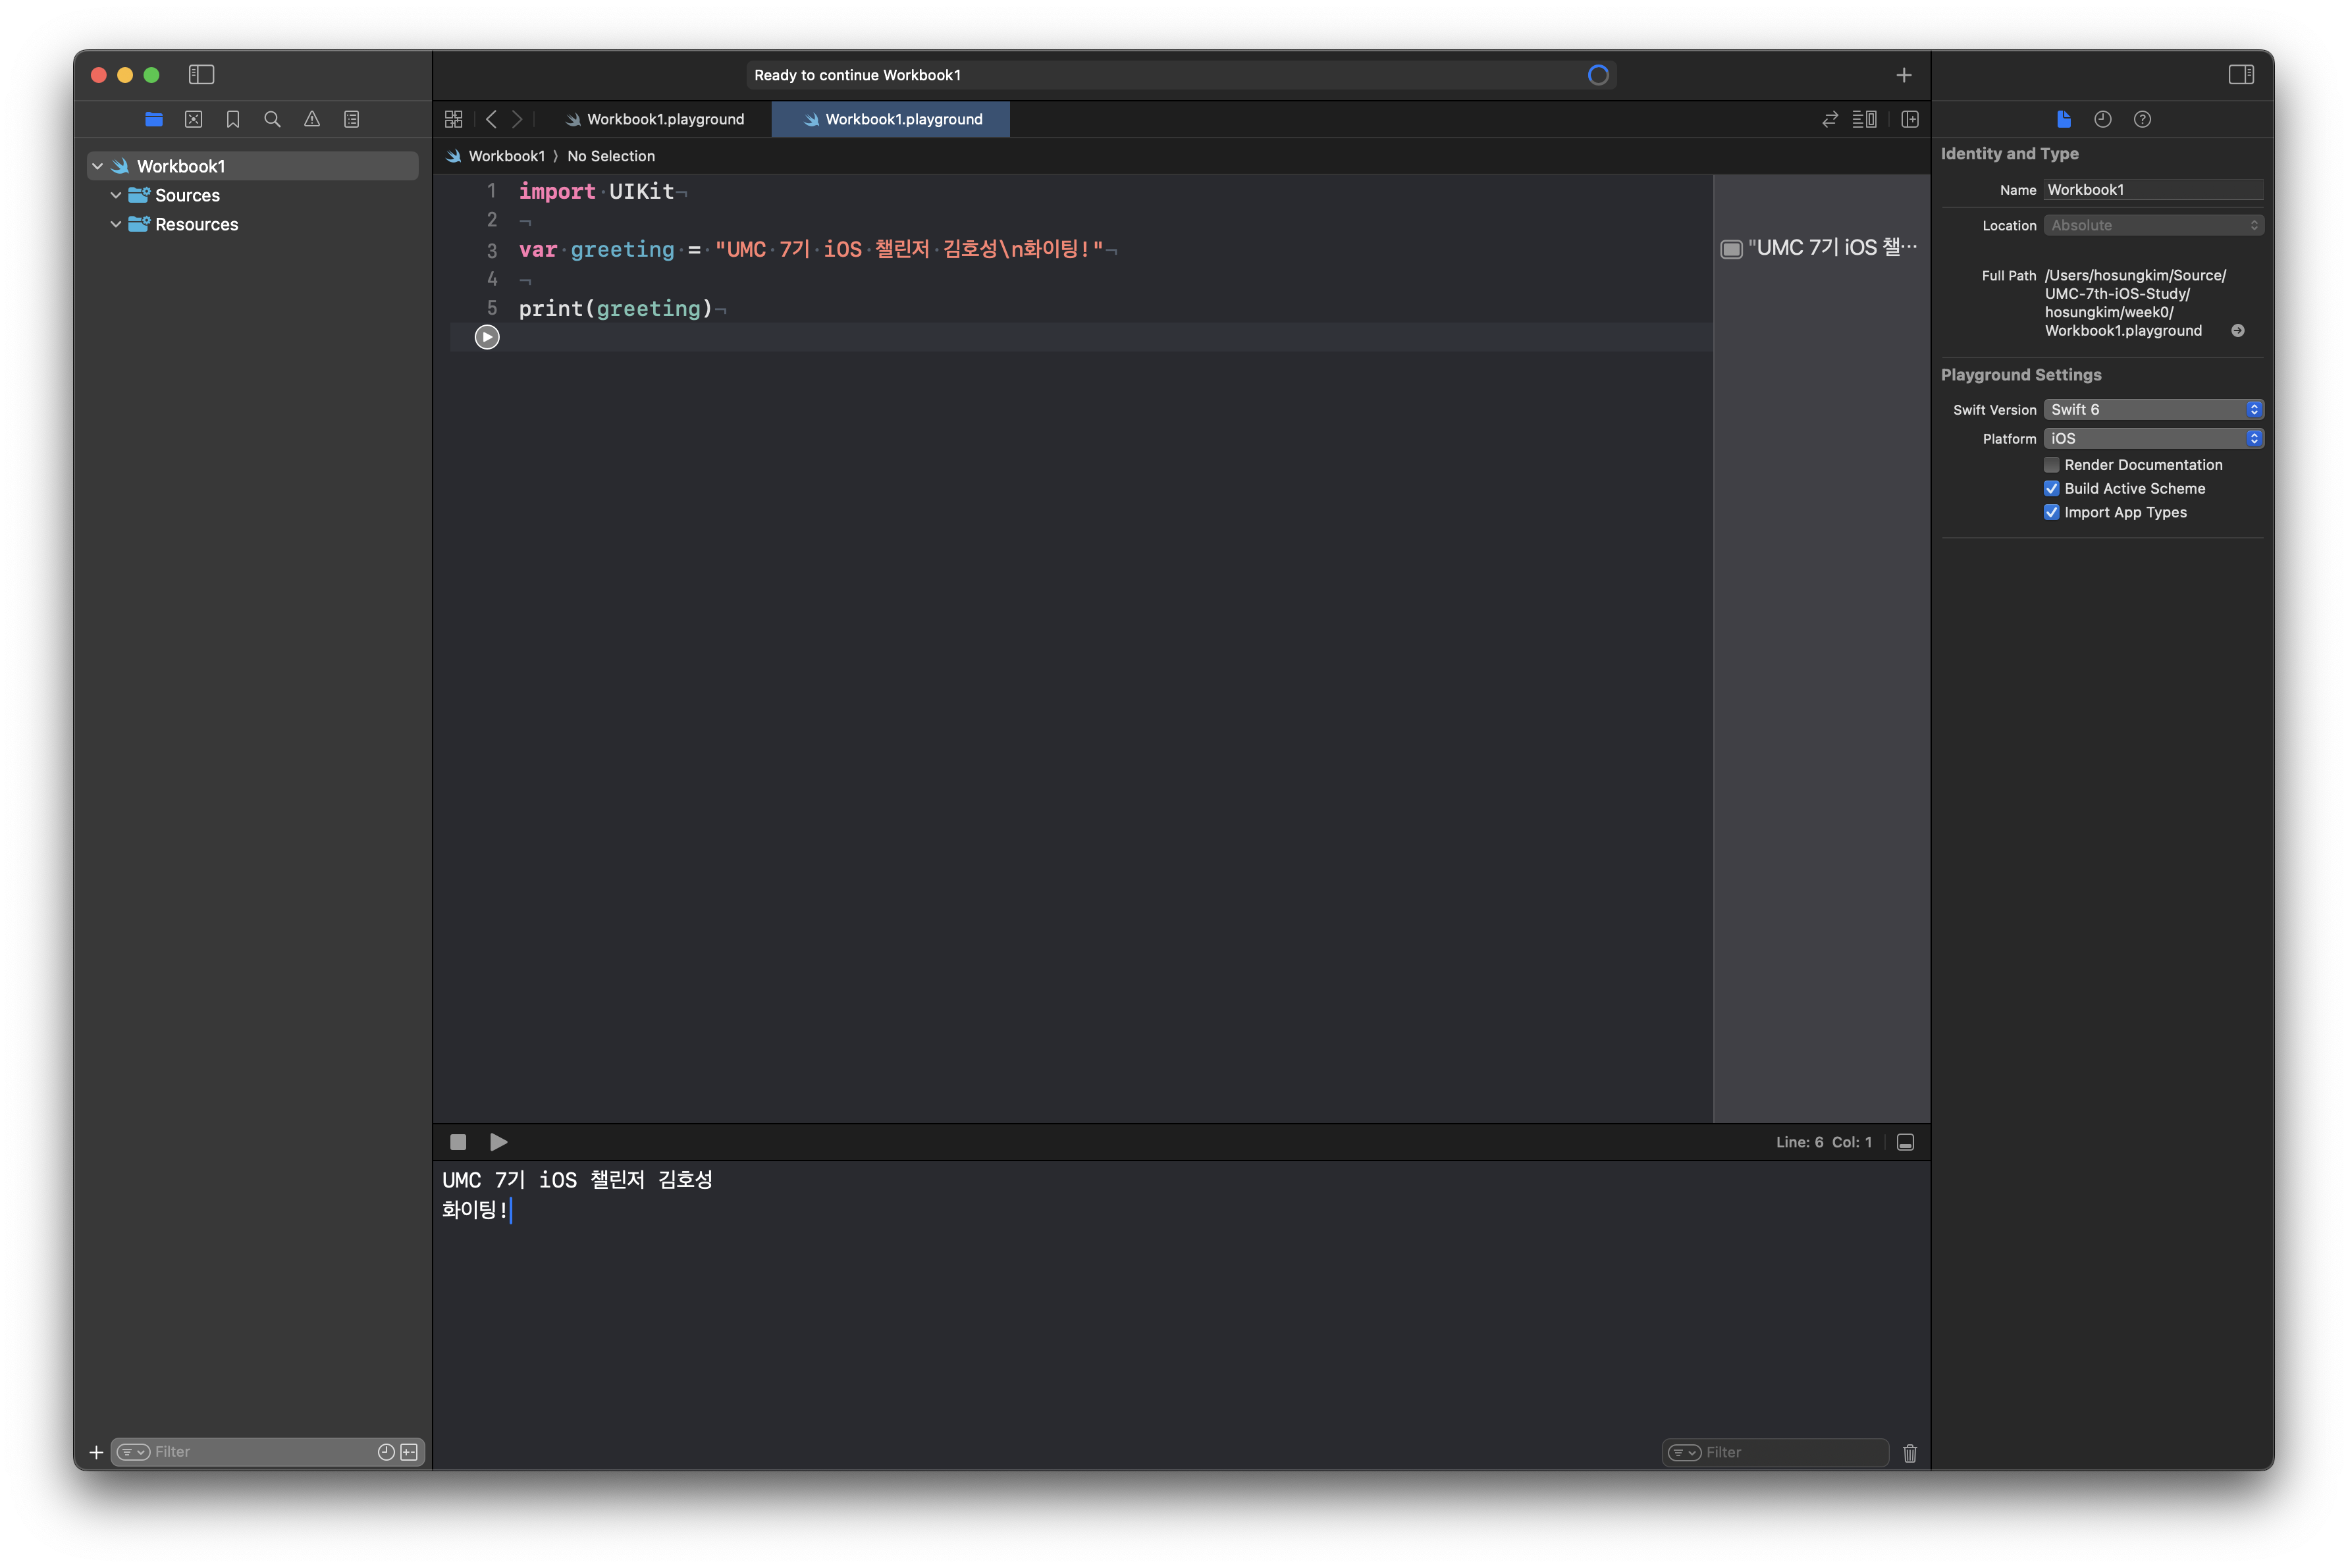 Ready to continue Workbook1
Workbook1.playground
Workbook1.playground
Workbook1
Sources
Resources
Workbook1 〉 No Selection
1 import UIKit
2
3 var greeting = "UMC 7기 iOS 챌린저 김호성\n화이팅!"
4
5 print(greeting)
"UMC 7기 iOS 챌…
Identity and Type
Name Workbook1
Location Absolute
Full Path /Users/hosungkim/Source/
UMC-7th-iOS-Study/
hosungkim/week0/
Workbook1.playground
Playground Settings
Swift Version Swift 6
Platform iOS
Render Documentation
Build Active Scheme
Import App Types
Line: 6 Col: 1
UMC 7기 iOS 챌린저 김호성
화이팅!
Filter
Filter